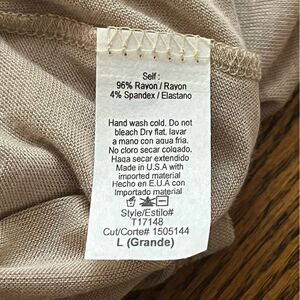 Self :
96% Rayon / Rayon
4% Spandex / Elastano
Hand wash cold. Do not
bleach Dry flat. lavar
a mano con agua fria.
No cloro secar colgado.
Haga secar extendido
Made in U.S.A with
imported material
Hecho en E.U.A con
Imported material
Style/Estilo#
T17148
Cut/Corte# 1505144
L (Grande)